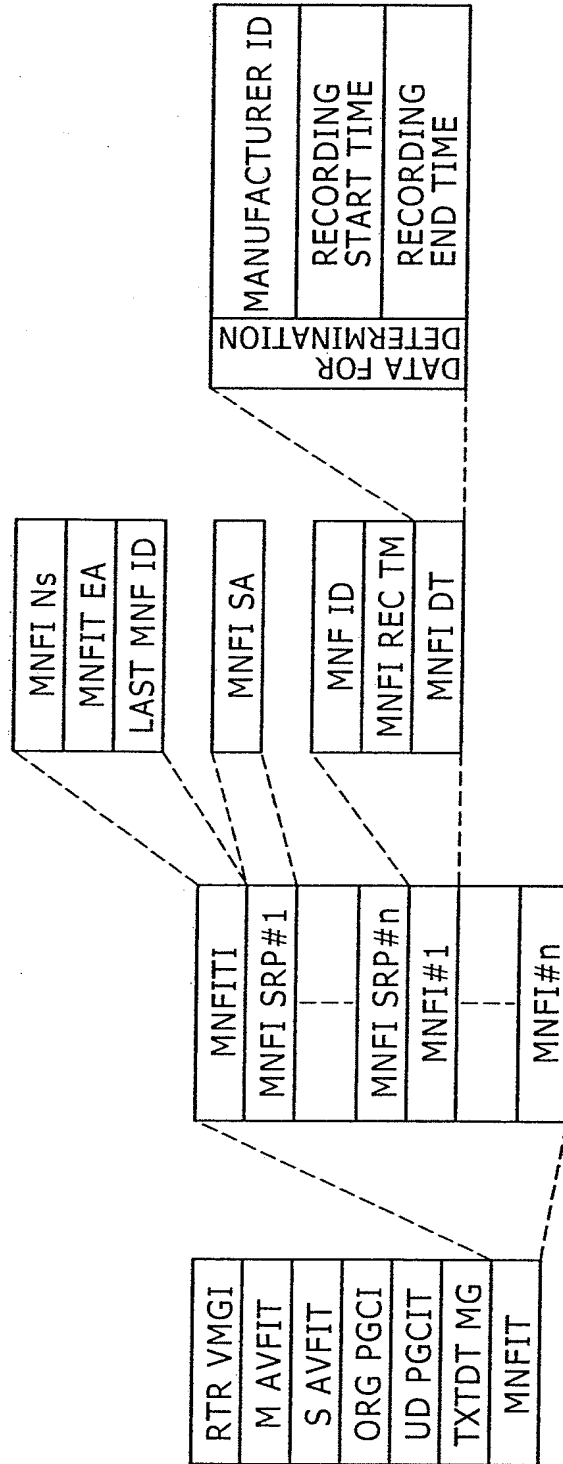 RTR VMGI
M AVFIT
S AVFIT
ORG PGCI
UD PGCIT
TXTDT MG
MNFIT
MNFITI
MNFI SRP#1
MNFI SRP#n
MNFI#1
MNFI#n
MNFI Ns
MNFIT EA
LAST MNF ID
MNFI SA
MNF ID
MNFI REC TM
MNFI DT
DATA FOR
DETERMINATION
MANUFACTURER ID
RECORDING
START TIME
RECORDING
END TIME